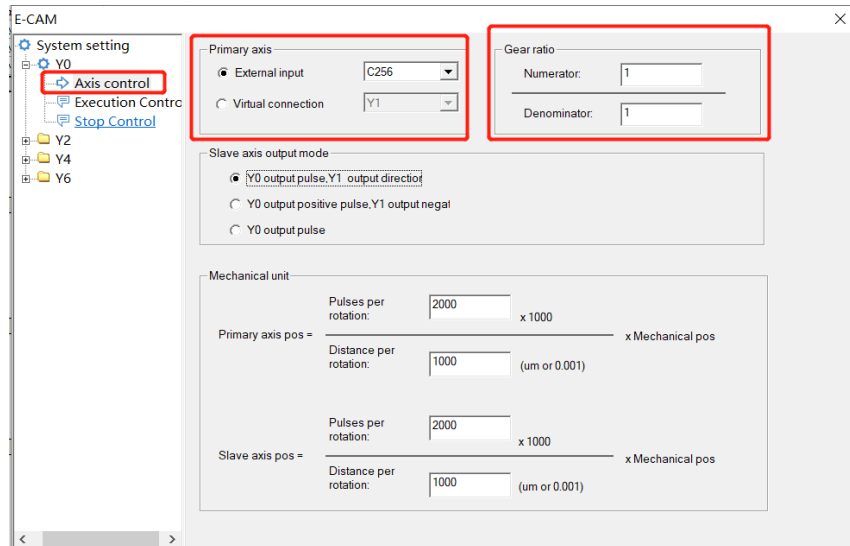 E-CAM
System setting
Y0
Axis control
Execution Contro
Stop Control
Y2
Y4
Y6
Primary axis
External input
C256
Virtual connection
Y1
Gear ratio
Numerator:
1
Denominator:
1
Slave axis output mode
Y0 output pulse,Y1 output direction
Y0 output positive pulse,Y1 output negat
Y0 output pulse
Mechanical unit
Primary axis pos =
Pulses per
rotation:
2000
x 1000
Distance per
rotation:
1000
(um or 0.001)
x Mechanical pos
Slave axis pos =
Pulses per
rotation:
2000
x 1000
Distance per
rotation:
1000
(um or 0.001)
x Mechanical pos